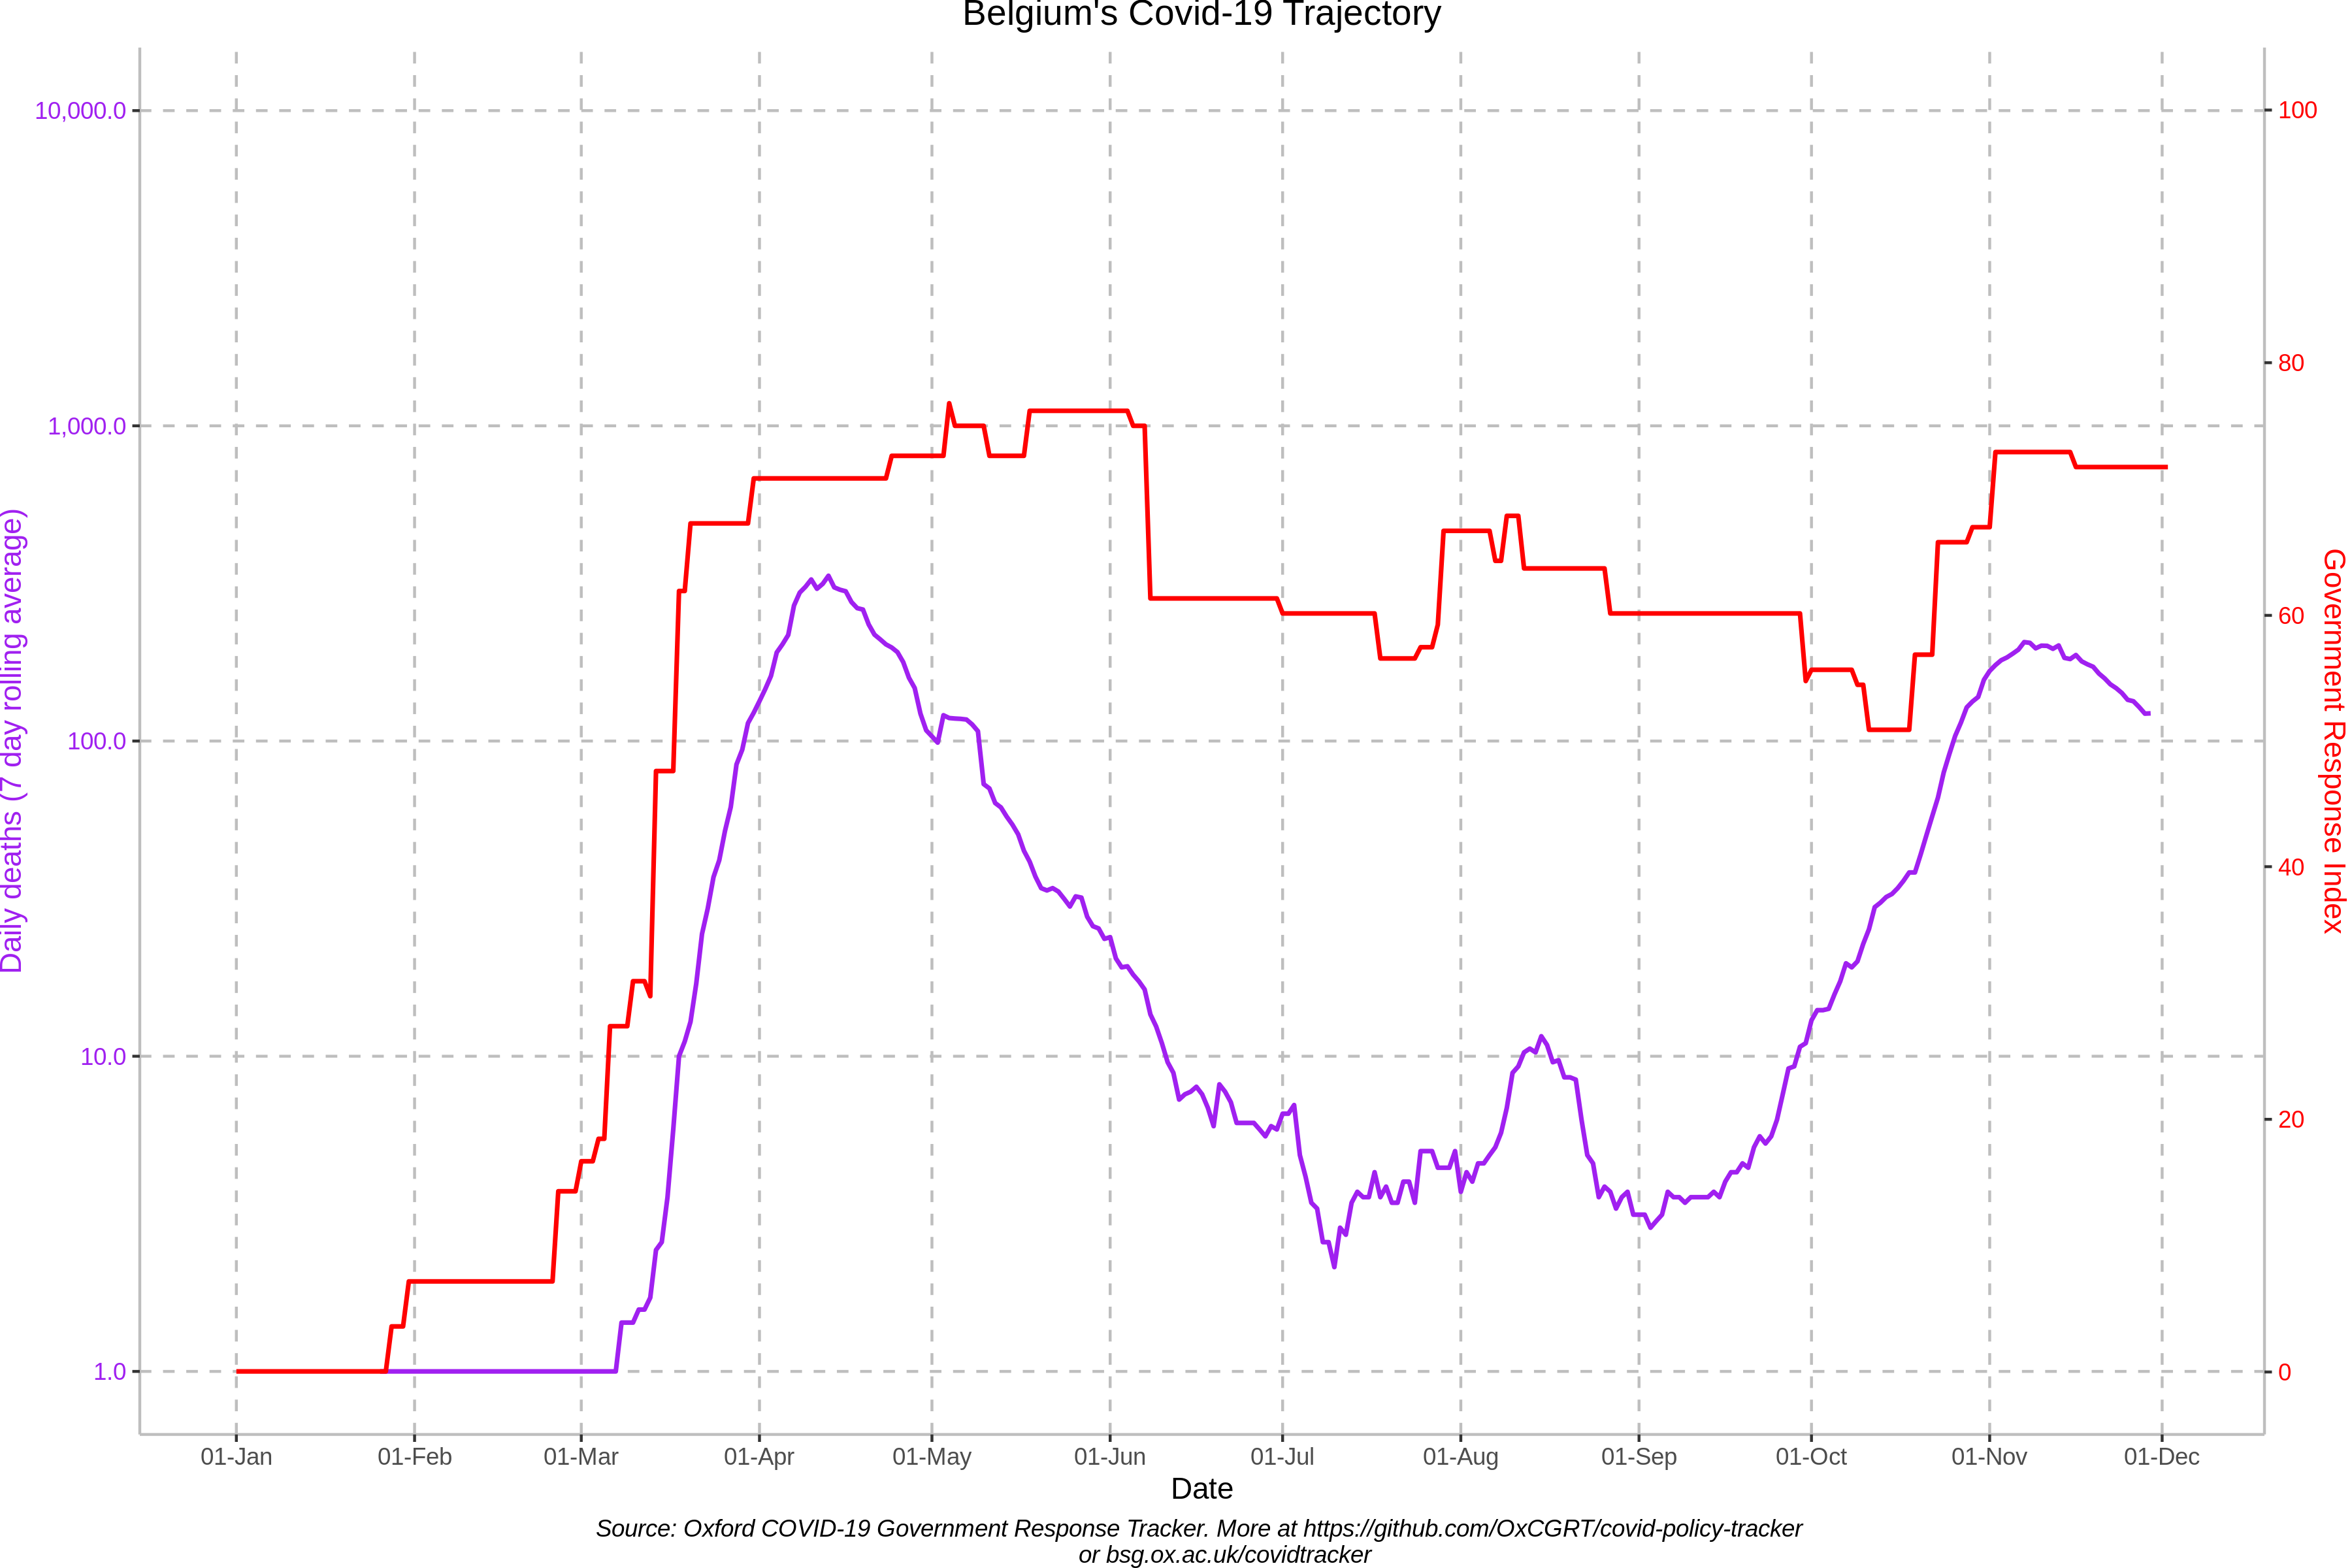 Belgium's Covid-19 Trajectory
10,000.0
1,000.0
100.0
10.0
1.0
Daily deaths (7 day rolling average)
100
80
60
40
20
0
Government Response Index
01-Jan 01-Feb 01-Mar 01-Apr 01-May 01-Jun 01-Jul 01-Aug 01-Sep 01-Oct 01-Nov 01-Dec
Date
Source: Oxford COVID-19 Government Response Tracker. More at https://github.com/OxCGRT/covid-policy-tracker
or bsg.ox.ac.uk/covidtracker